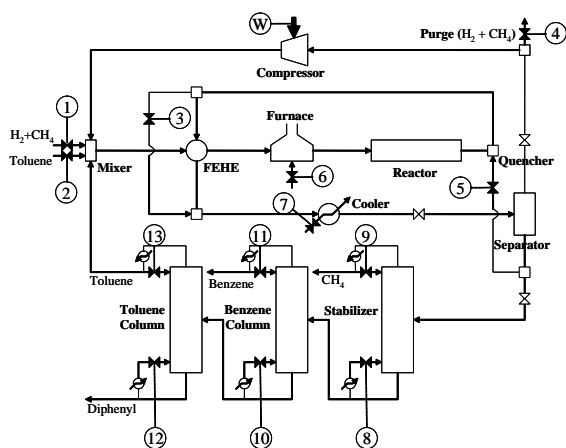 W
4
Purge (H2 + CH4)
Compressor
1
3
Furnace
H2+CH4
Toluene
Mixer
FEHE
Reactor
Quencher
2
6
5
7
Cooler
Separator
13
11
9
Toluene
Benzene
CH4
Toluene
Column
Benzene
Column
Stabilizer
Diphenyl
12
10
8